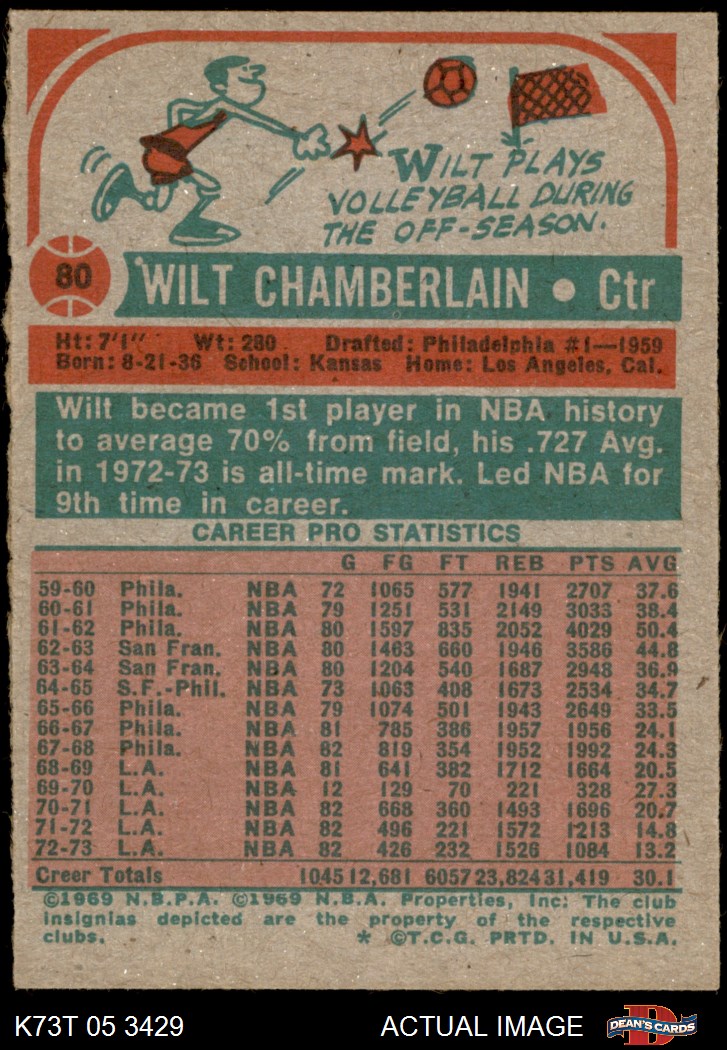 WILT PLAYS
VOLLEYBALL DURING
THE OFF-SEASON.
80 WILT CHAMBERLAIN • Ctr
Ht: 7'1" Wt: 280 Drafted: Philadelphia #1—1959
Born: 8-21-36 School: Kansas Home: Los Angeles, Cal.
Wilt became 1st player in NBA history
to average 70% from field, his .727 Avg.
in 1972-73 is all-time mark. Led NBA for
9th time in career.
CAREER PRO STATISTICS
G FG FT REB PTS AVG
59-60 Phila. NBA 72 1065 577 1941 2707 37.6
60-61 Phila. NBA 79 1251 531 2149 3033 38.4
61-62 Phila. NBA 80 1597 835 2052 4029 50.4
62-63 San Fran. NBA 80 1463 660 1946 3586 44.8
63-64 San Fran. NBA 80 1204 540 1687 2948 36.9
64-65 S.F.-Phil. NBA 73 1063 408 1673 2534 34.7
65-66 Phila. NBA 79 1074 501 1943 2649 33.5
66-67 Phila. NBA 81 785 386 1957 1956 24.1
67-68 Phila. NBA 82 819 354 1952 1992 24.3
68-69 L.A. NBA 81 641 382 1712 1664 20.5
69-70 L.A. NBA 12 129 70 221 328 27.3
70-71 L.A. NBA 82 668 360 1493 1696 20.7
71-72 L.A. NBA 82 496 221 1572 1213 14.8
72-73 L.A. NBA 82 426 232 1526 1084 13.2
Creer Totals 1045 12,681 6057 23,824 31,419 30.1
©1969 N.B.P.A. ©1969 N.B.A. Properties, Inc: The club
insignias depicted are the property of the respective
clubs. * ©T.C.G. PRTD. IN U.S.A.
K73T 05 3429 ACTUAL IMAGE D DEAN'S CARDS